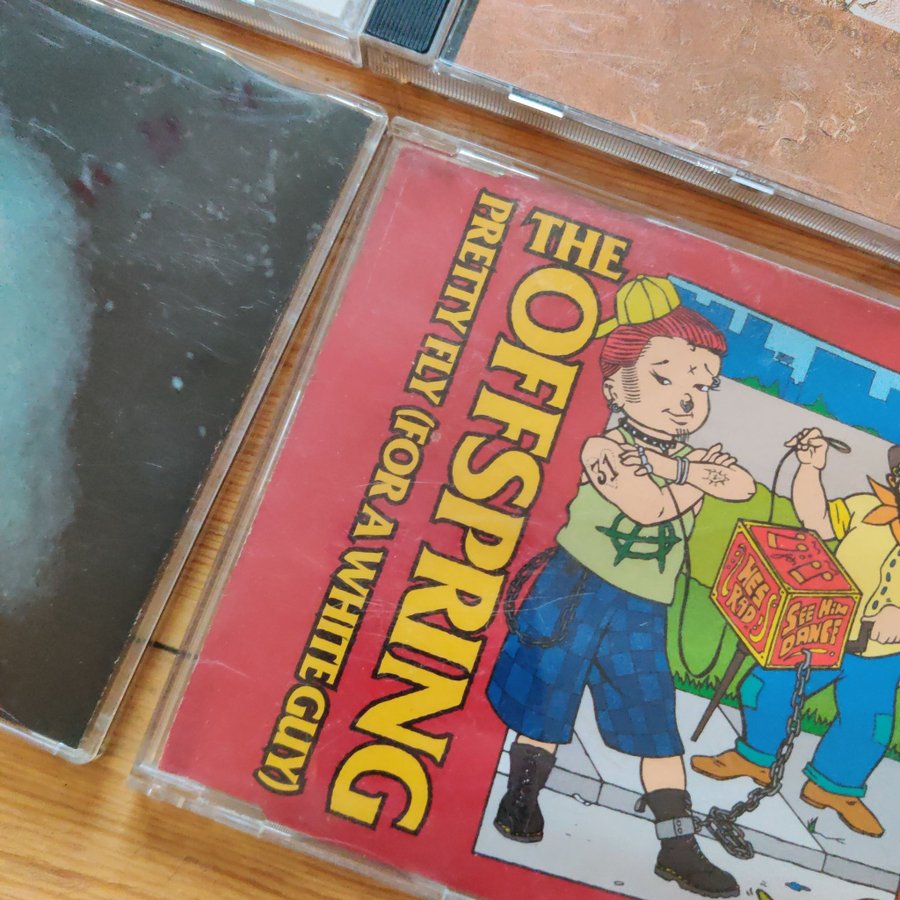 THE OFFSPRING
PRETTY FLY (FOR A WHITE GUY)
31
HE'S
RAD
SEE HIM
DANCE